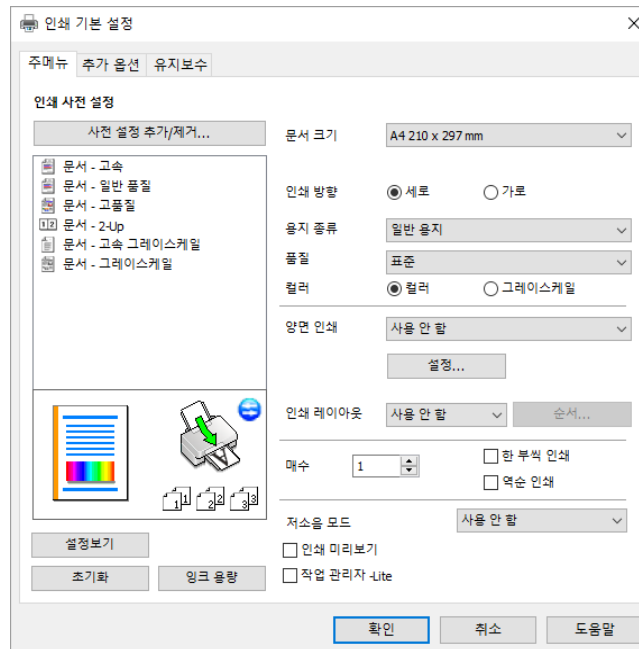 인쇄 기본 설정
주메뉴 추가 옵션 유지보수
인쇄 사전 설정
사전 설정 추가/제거...
문서 - 고속
문서 - 일반 품질
문서 - 고품질
12 문서 - 2-Up
문서 - 고속 그레이스케일
문서 - 그레이스케일
1 1 2 2 3 3
설정보기
초기화 잉크 용량
문서 크기 A4 210 x 297 mm
인쇄 방향 세로 가로
용지 종류 일반 용지
품질 표준
컬러 컬러 그레이스케일
양면 인쇄 사용 안 함
설정...
인쇄 레이아웃 사용 안 함 순서...
매수 1 한 부씩 인쇄
역순 인쇄
저소음 모드 사용 안 함
인쇄 미리보기
작업 관리자 -Lite
확인 취소 도움말